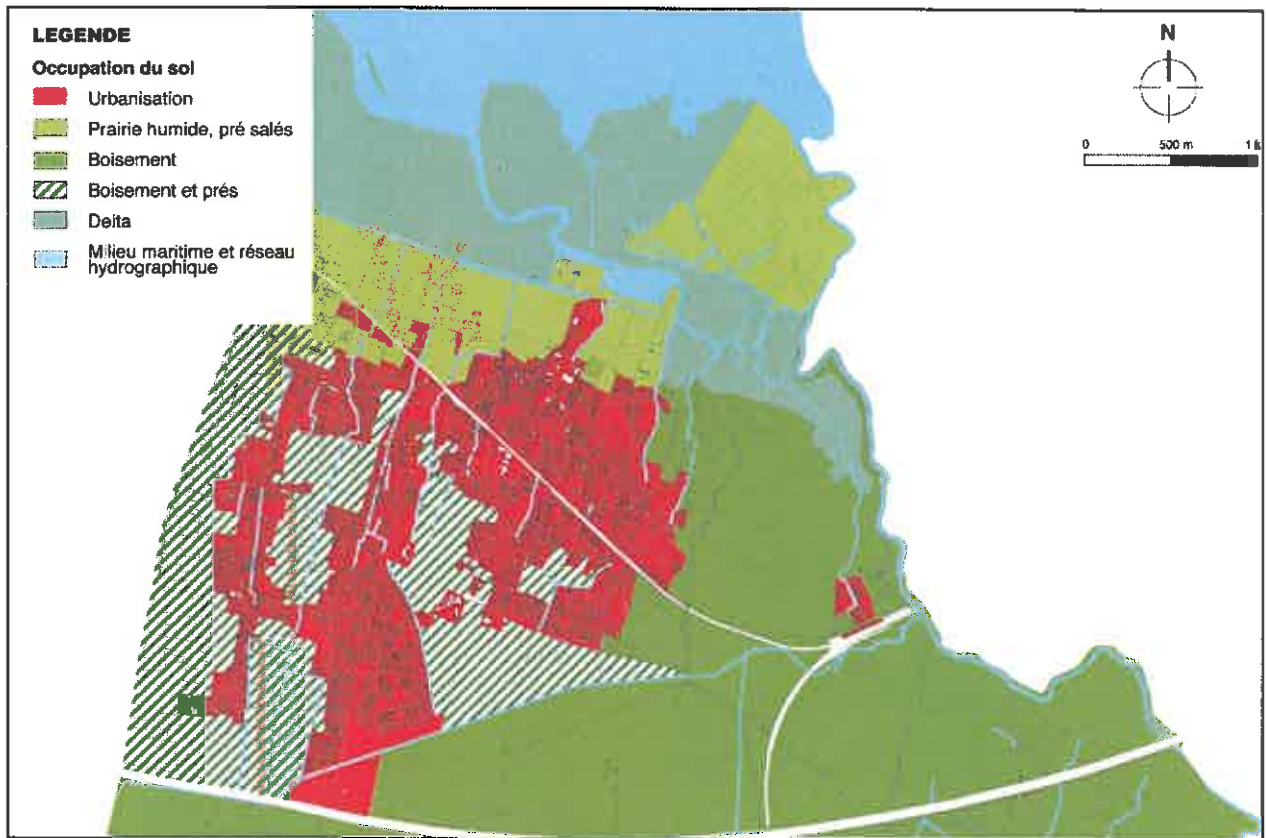 LEGENDE
Occupation du sol
Urbanisation
Prairie humide, pré salés
Boisement
Boisement et prés
Delta
Milieu maritime et réseau
hydrographique
N
0 500 m 1